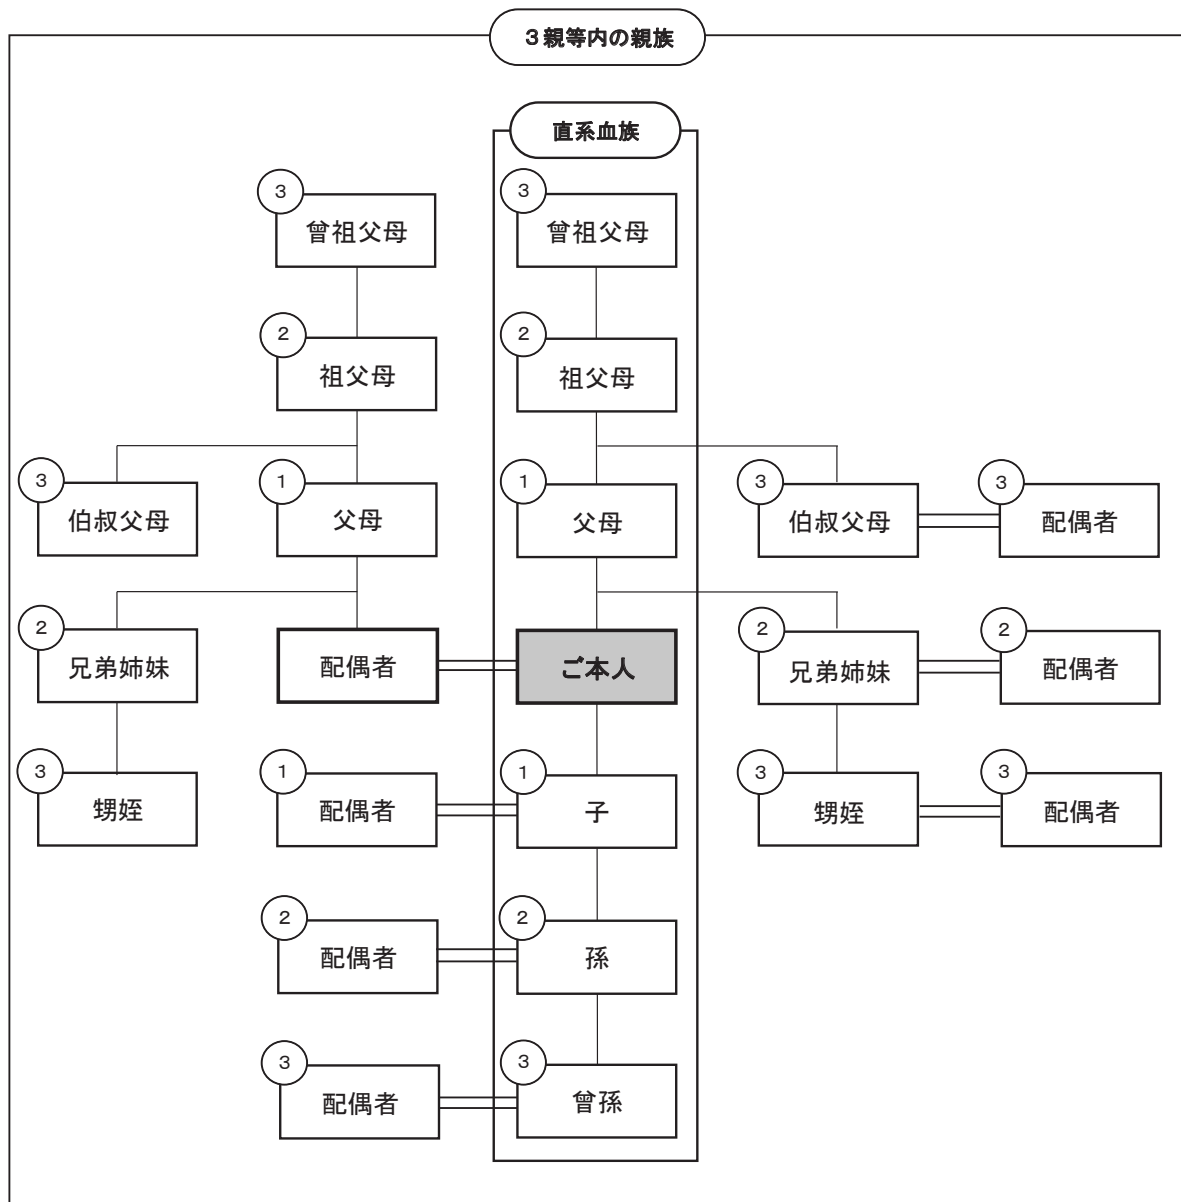 ３親等内の親族
直系血族
3
曾祖父母
3
曾祖父母
2
祖父母
2
祖父母
3
伯叔父母
1
父母
1
父母
3
伯叔父母
3
配偶者
2
兄弟姉妹
配偶者
ご本人
2
兄弟姉妹
2
配偶者
3
甥姪
1
配偶者
1
子
3
甥姪
3
配偶者
2
配偶者
2
孫
3
配偶者
3
曾孫